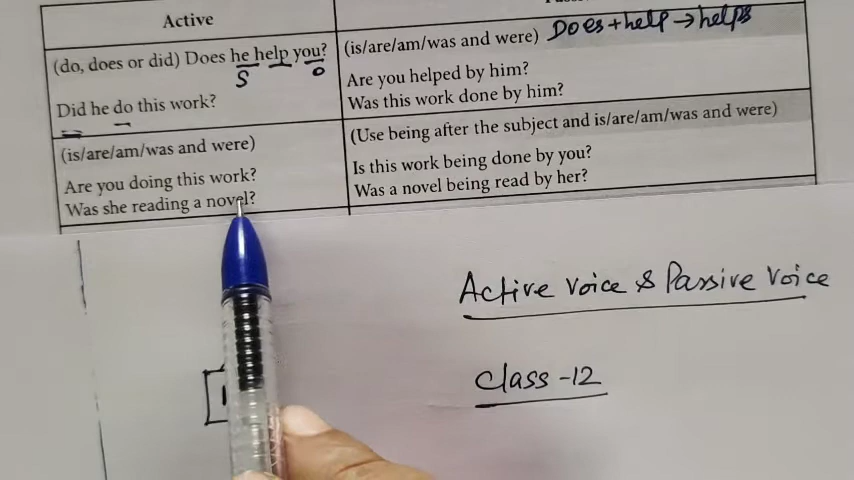 Active
(do, does or did) Does he help you?
S O
Did he do this work?
(is/are/am/was and were) Does + help → helps
Are you helped by him?
Was this work done by him?
(is/are/am/was and were)
Are you doing this work?
Was she reading a novel?
(Use being after the subject and is/are/am/was and were)
Is this work being done by you?
Was a novel being read by her?
Active voice & Passive voice
Class -12